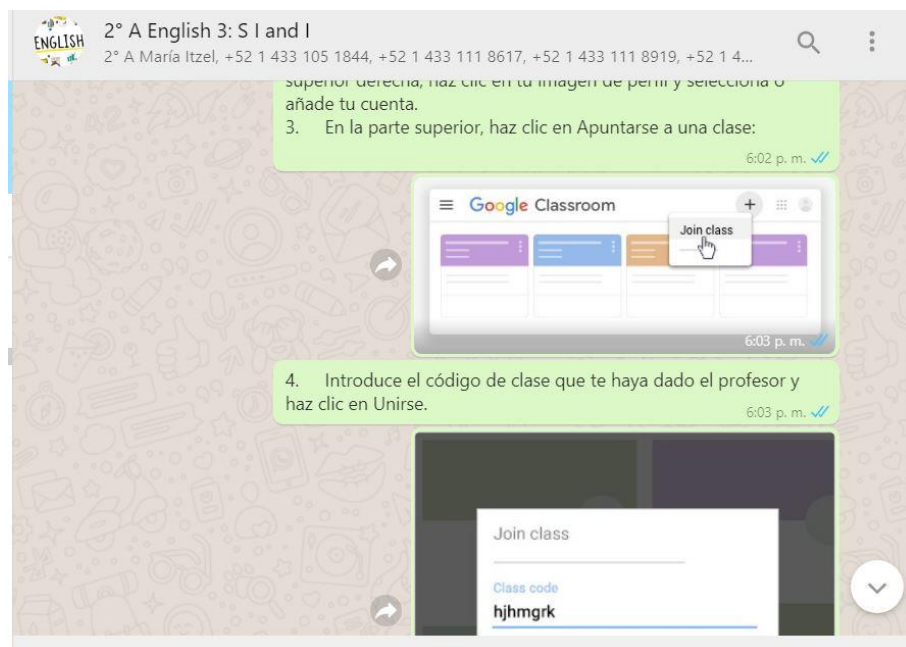 ENGLISH
2° A English 3: S I and I
2° A María Itzel, +52 1 433 105 1844, +52 1 433 111 8617, +52 1 433 111 8919, +52 1 4...
superior derecha, haz clic en tu imagen de perfil y selecciona o
añade tu cuenta.
3. En la parte superior, haz clic en Apuntarse a una clase:
6:02 p. m.
Google Classroom
Join class
6:03 p. m.
4. Introduce el código de clase que te haya dado el profesor y
haz clic en Unirse.
6:03 p. m.
Join class
Class code
hjhmgrk